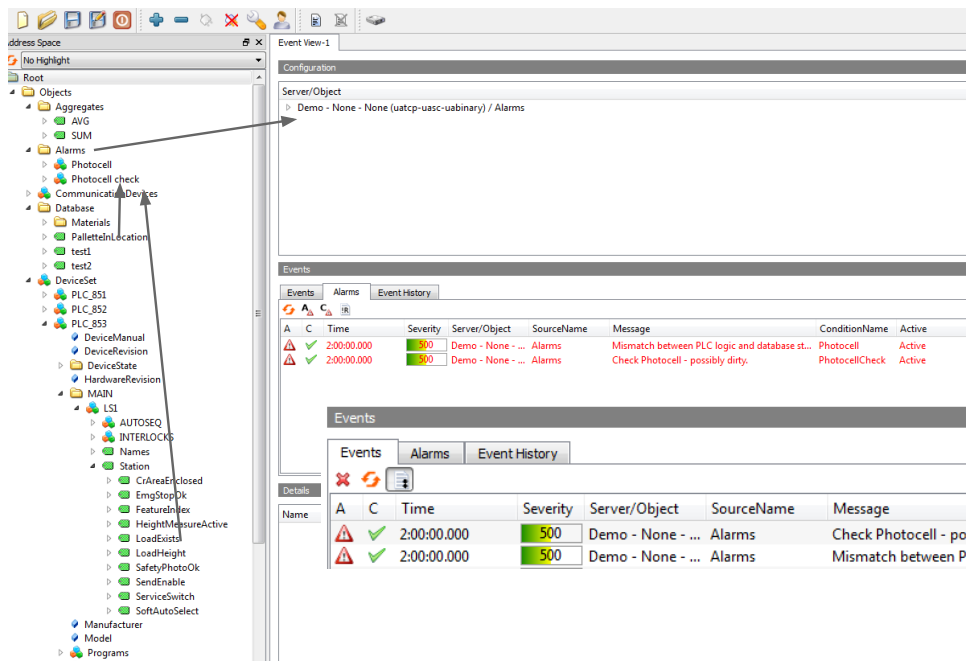 Address Space
No Highlight
Root
Objects
Aggregates
AVG
SUM
Alarms
Photocell
Photocell check
CommunicationDevices
Database
Materials
PalletteInLocation
test1
test2
DeviceSet
PLC_851
PLC_852
PLC_853
DeviceManual
DeviceRevision
DeviceState
HardwareRevision
MAIN
LS1
AUTOSEQ
INTERLOCKS
Names
Station
CrAreaEnclosed
EmgStopOk
FeatureIndex
HeightMeasureActive
LoadExists
LoadHeight
SafetyPhotoOk
SendEnable
ServiceSwitch
SoftAutoSelect
Manufacturer
Model
Programs
Event View-1
Configuration
Server/Object
Demo - None - None (uatcp-uasc-uabinary) / Alarms
Events
Events Alarms Event History
A C Time Severity Server/Object SourceName Message ConditionName Active
2:00:00.000 500 Demo - None - ... Alarms Mismatch between PLC logic and database st... Photocell Active
2:00:00.000 500 Demo - None - ... Alarms Check Photocell - possibly dirty. PhotocellCheck Active
Details
Name
Events
Events Alarms Event History
A C Time Severity Server/Object SourceName Message
2:00:00.000 500 Demo - None - ... Alarms Check Photocell - po
2:00:00.000 500 Demo - None - ... Alarms Mismatch between P